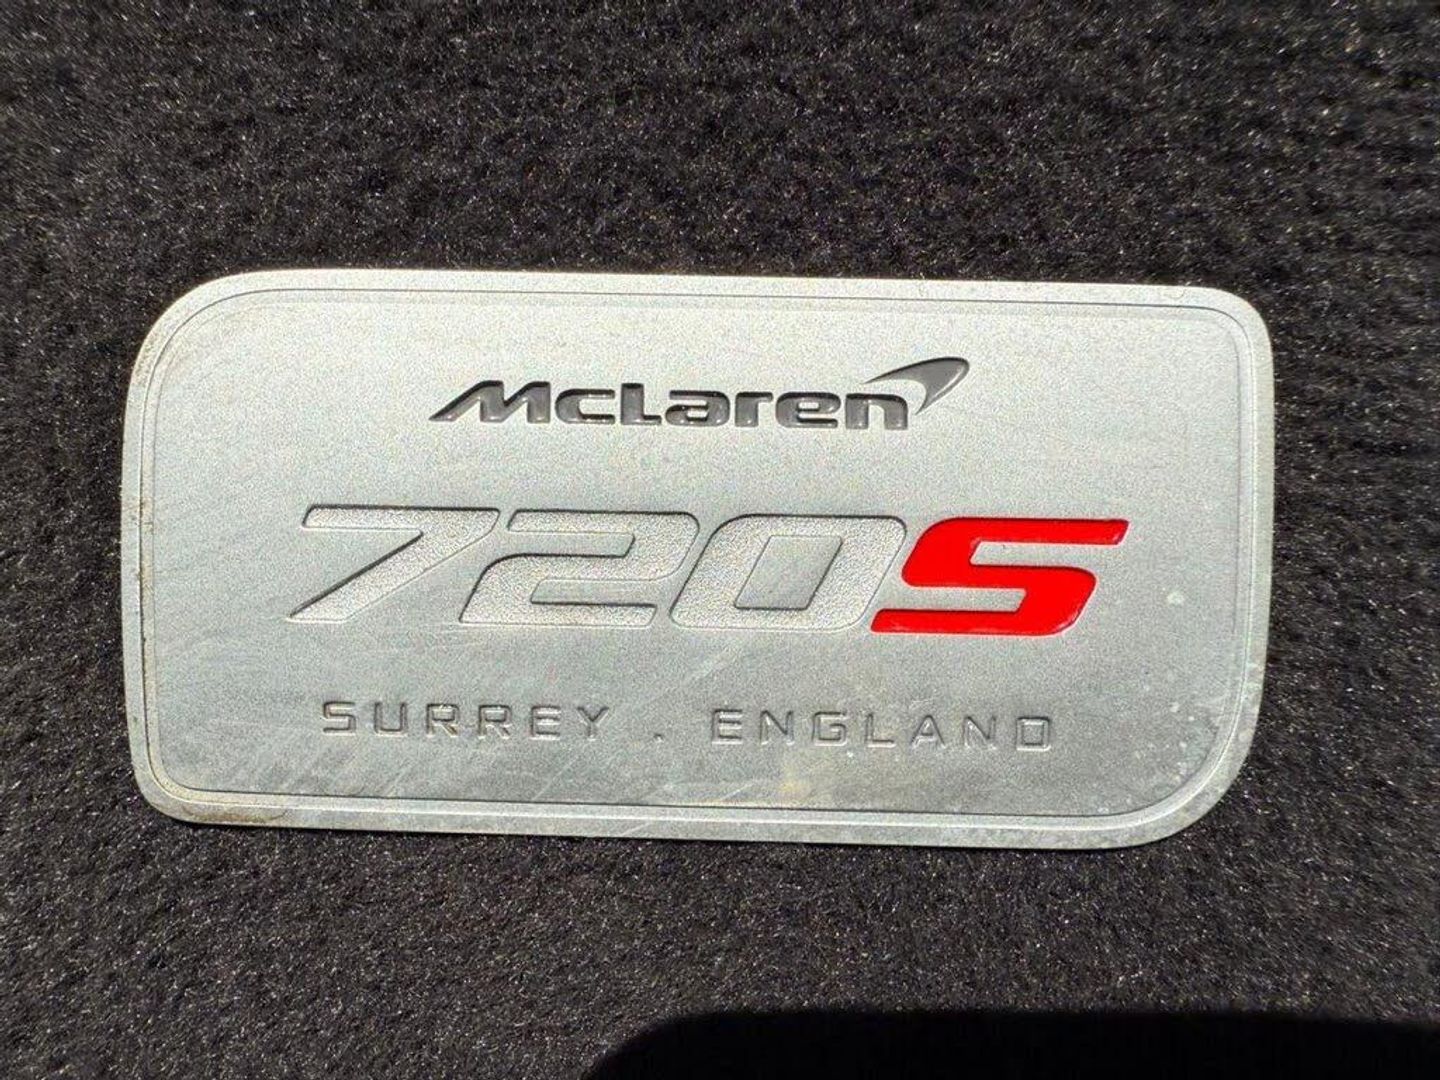 McLaren
720S
SURREY . ENGLAND